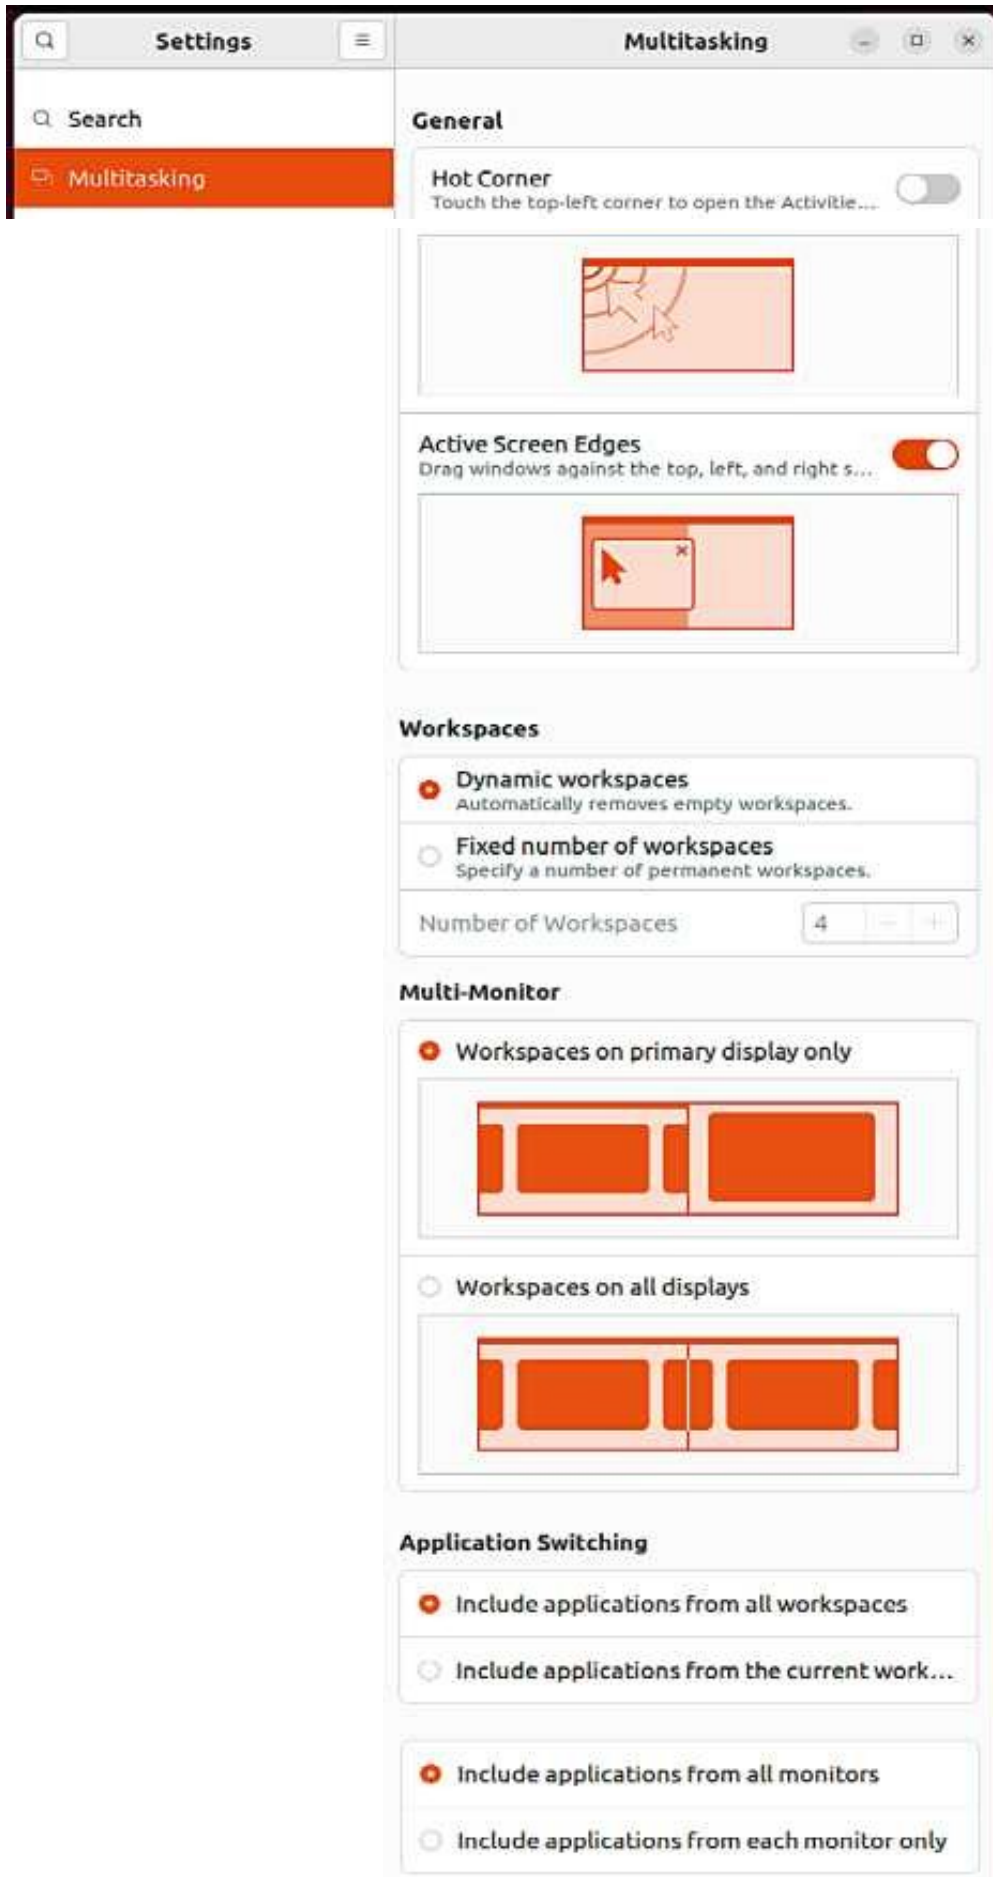 Settings
Multitasking
Search
Multitasking
General
Hot Corner
Touch the top-left corner to open the Activitie...
Active Screen Edges
Drag windows against the top, left, and right s...
Workspaces
Dynamic workspaces
Automatically removes empty workspaces.
Fixed number of workspaces
Specify a number of permanent workspaces.
Number of Workspaces 4 - +
Multi-Monitor
Workspaces on primary display only
Workspaces on all displays
Application Switching
Include applications from all workspaces
Include applications from the current work...
Include applications from all monitors
Include applications from each monitor only